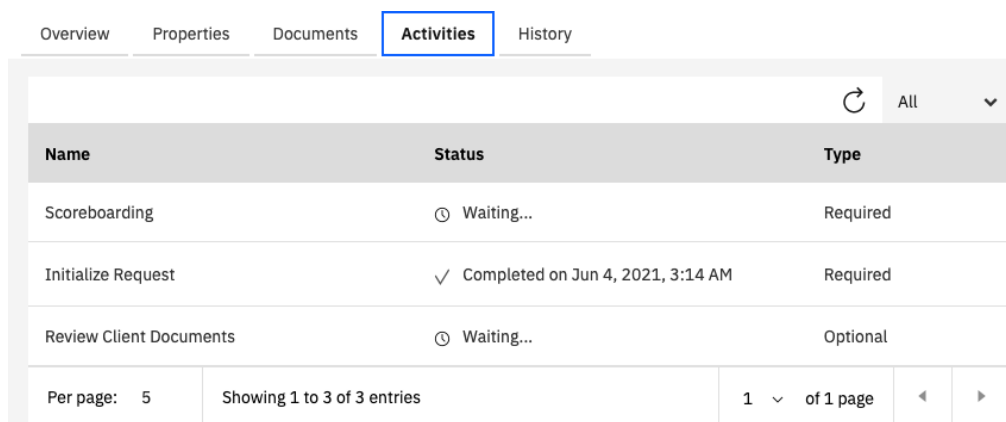 Overview Properties Documents Activities History
All
Name Status Type
Scoreboarding Waiting... Required
Initialize Request Completed on Jun 4, 2021, 3:14 AM Required
Review Client Documents Waiting... Optional
Per page: 5 Showing 1 to 3 of 3 entries 1 of 1 page